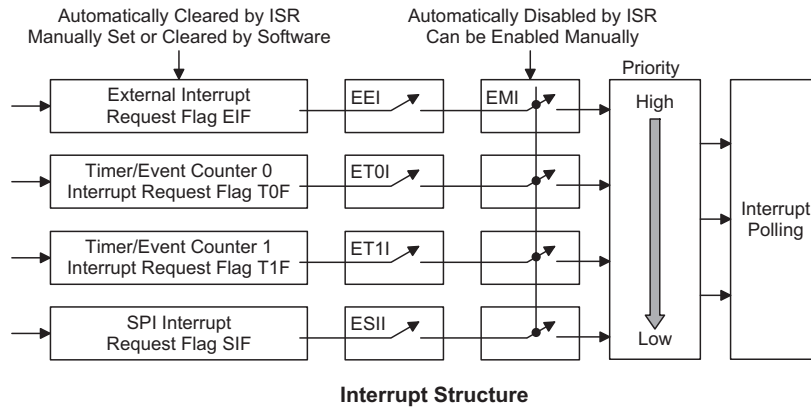 Automatically Cleared by ISR
Manually Set or Cleared by Software
Automatically Disabled by ISR
Can be Enabled Manually
Priority
External Interrupt
Request Flag EIF
EEI
EMI
High
Timer/Event Counter 0
Interrupt Request Flag T0F
ET0I
Interrupt
Polling
Timer/Event Counter 1
Interrupt Request Flag T1F
ET1I
SPI Interrupt
Request Flag SIF
ESII
Low
Interrupt Structure